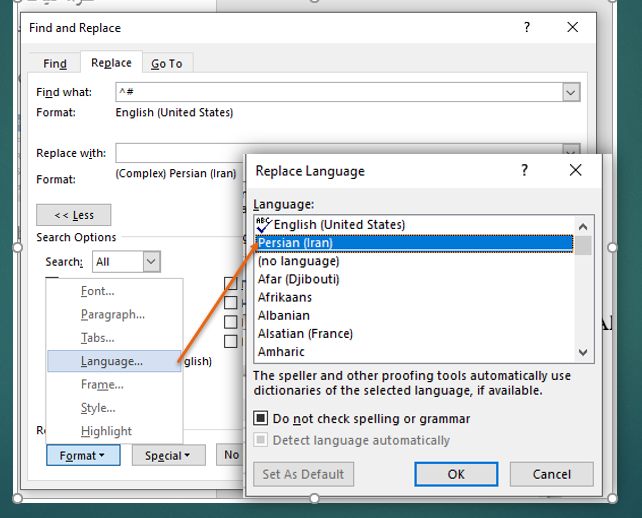 Find and Replace
?
Find
Replace
Go To
Find what:
^#
Format:
English (United States)
Replace with:
Format:
(Complex) Persian (Iran)
<< Less
Search Options
Search:
All
Font...
Paragraph...
Tabs...
Language...
glish)
Frame...
Style...
Highlight
Format
Special
No
Replace Language
?
Language:
ABC English (United States)
Persian (Iran)
(no language)
Afar (Djibouti)
Afrikaans
Albanian
Alsatian (France)
Amharic
The speller and other proofing tools automatically use
dictionaries of the selected language, if available.
Do not check spelling or grammar
Detect language automatically
Set As Default
OK
Cancel